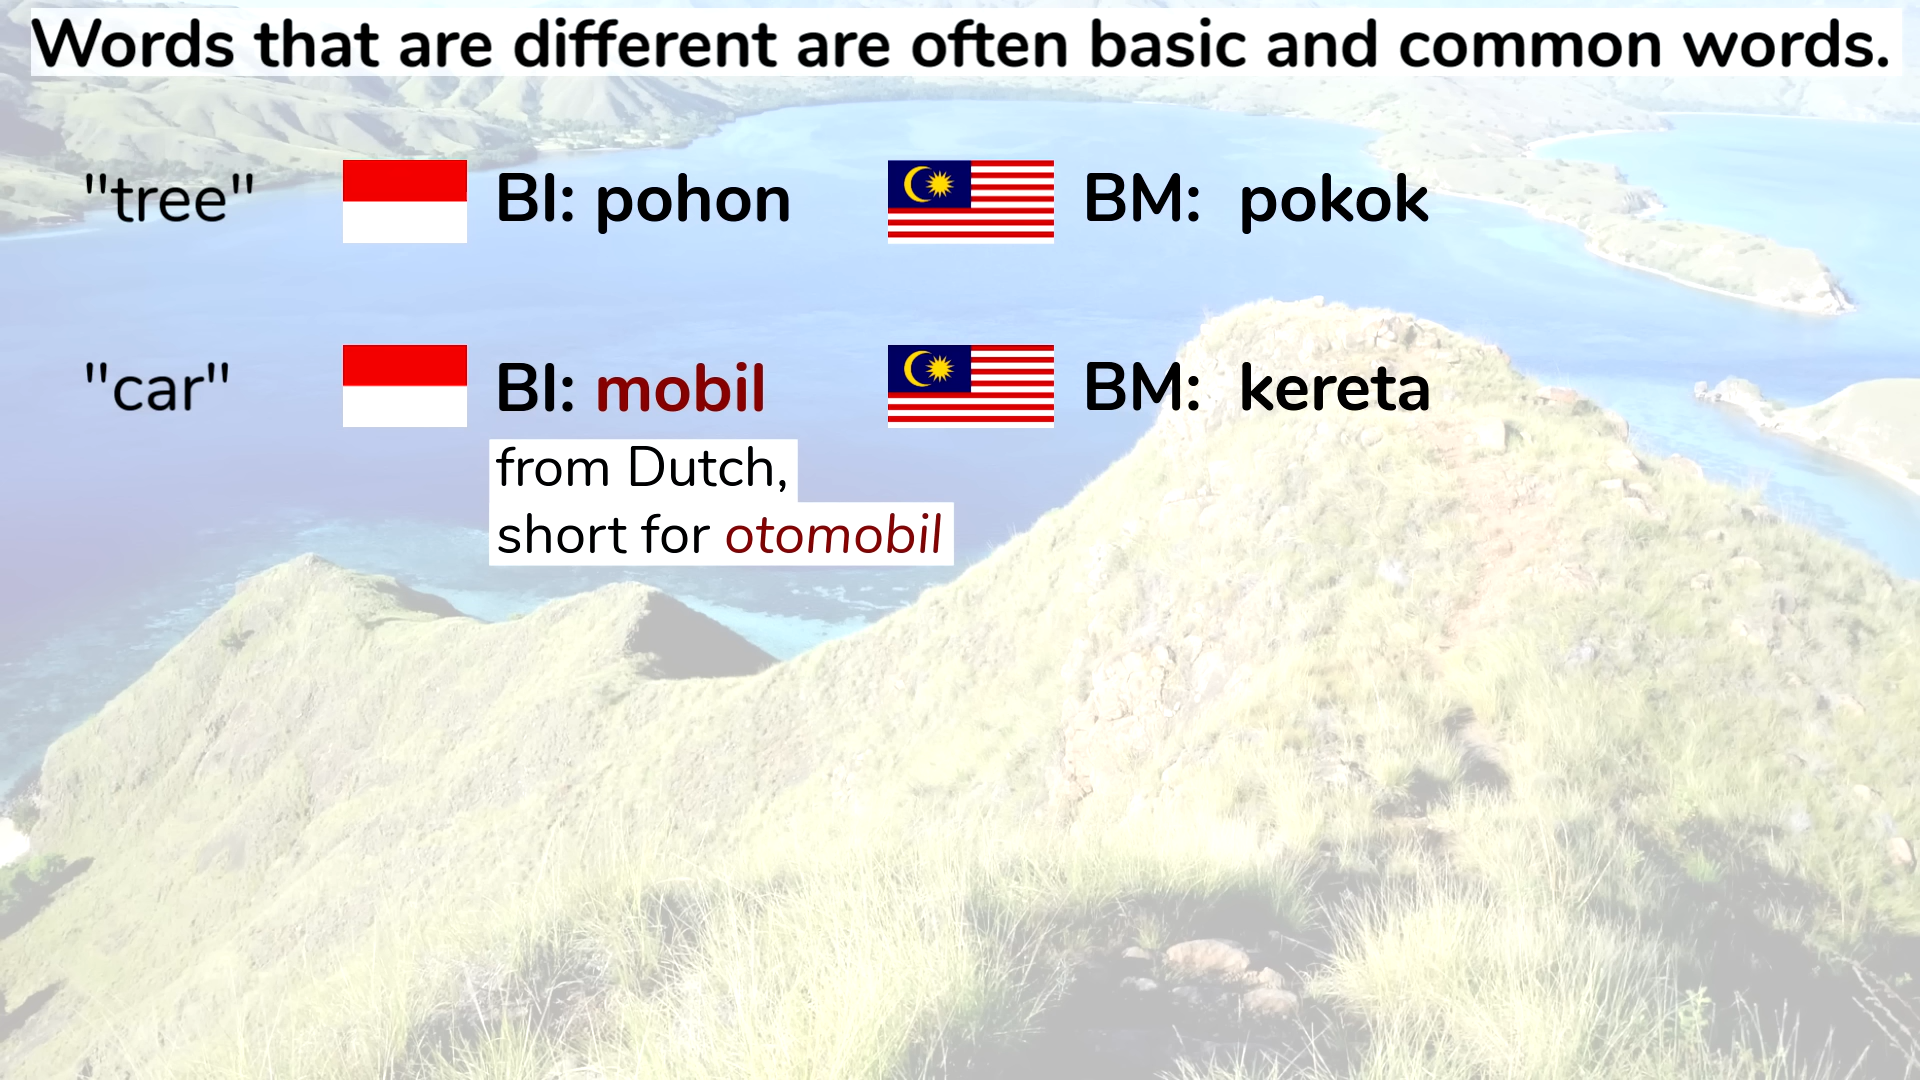 Words that are different are often basic and common words.
"tree" BI: pohon BM: pokok
"car" BI: mobil BM: kereta
from Dutch,
short for otomobil